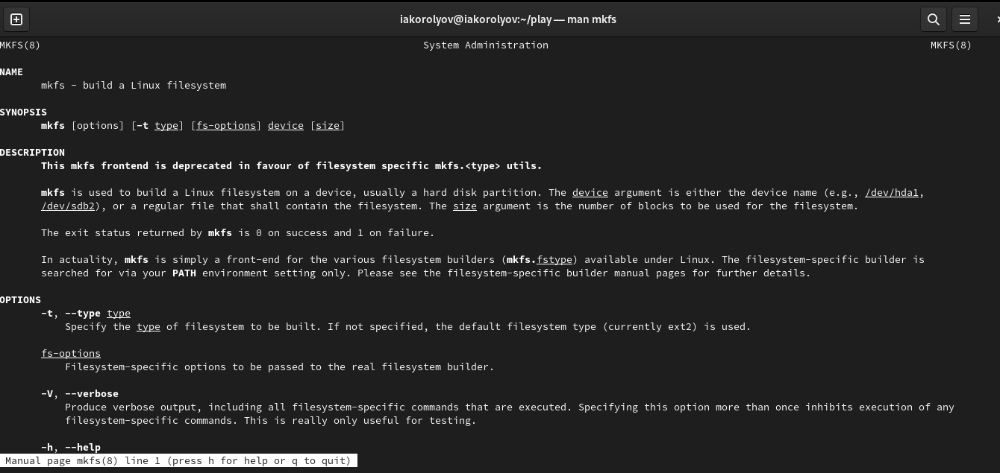 iakorolyov@iakorolyov:~/play — man mkfs
MKFS(8) System Administration MKFS(8)
NAME
mkfs - build a Linux filesystem
SYNOPSIS
mkfs [options] [-t type] [fs-options] device [size]
DESCRIPTION
This mkfs frontend is deprecated in favour of filesystem specific mkfs.<type> utils.
mkfs is used to build a Linux filesystem on a device, usually a hard disk partition. The device argument is either the device name (e.g., /dev/hda1,
/dev/sdb2), or a regular file that shall contain the filesystem. The size argument is the number of blocks to be used for the filesystem.
The exit status returned by mkfs is 0 on success and 1 on failure.
In actuality, mkfs is simply a front-end for the various filesystem builders (mkfs.fstype) available under Linux. The filesystem-specific builder is
searched for via your PATH environment setting only. Please see the filesystem-specific builder manual pages for further details.
OPTIONS
-t, --type type
Specify the type of filesystem to be built. If not specified, the default filesystem type (currently ext2) is used.
fs-options
Filesystem-specific options to be passed to the real filesystem builder.
-V, --verbose
Produce verbose output, including all filesystem-specific commands that are executed. Specifying this option more than once inhibits execution of any
filesystem-specific commands. This is really only useful for testing.
-h, --help
Manual page mkfs(8) line 1 (press h for help or q to quit)